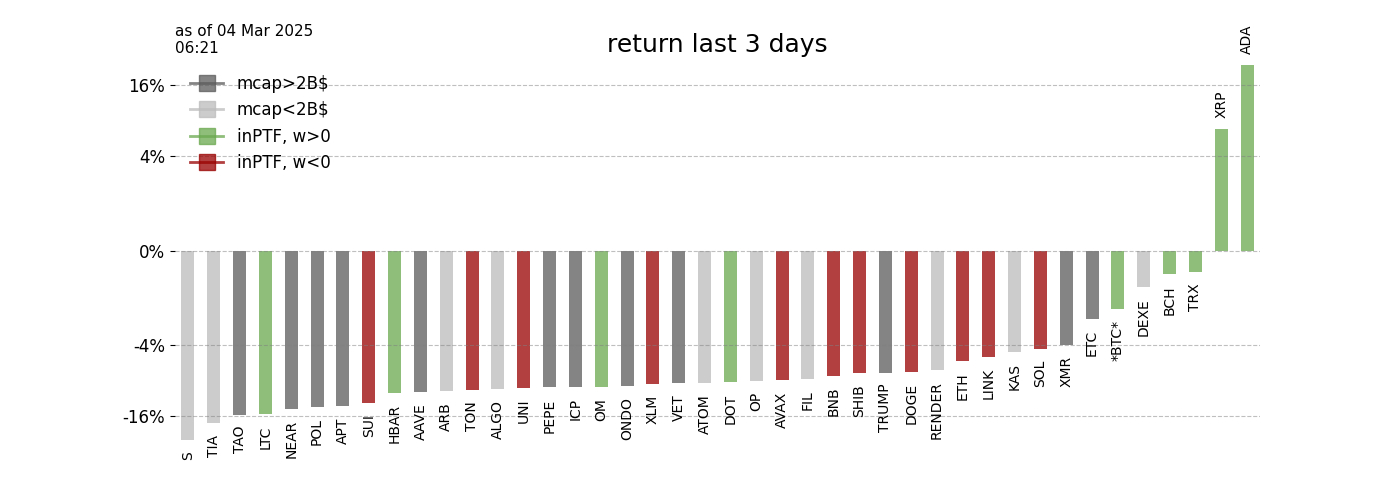 as of 04 Mar 2025
06:21
return last 3 days
mcap>2B$
mcap<2B$
inPTF, w>0
inPTF, w<0
16%
4%
0%
-4%
-16%
S
TIA
TAO
LTC
NEAR
POL
APT
SUI
HBAR
AAVE
ARB
TON
ALGO
UNI
PEPE
ICP
OM
ONDO
XLM
VET
ATOM
DOT
OP
AVAX
FIL
BNB
SHIB
TRUMP
DOGE
RENDER
ETH
LINK
KAS
SOL
XMR
ETC
*BTC*
DEXE
BCH
TRX
XRP
ADA